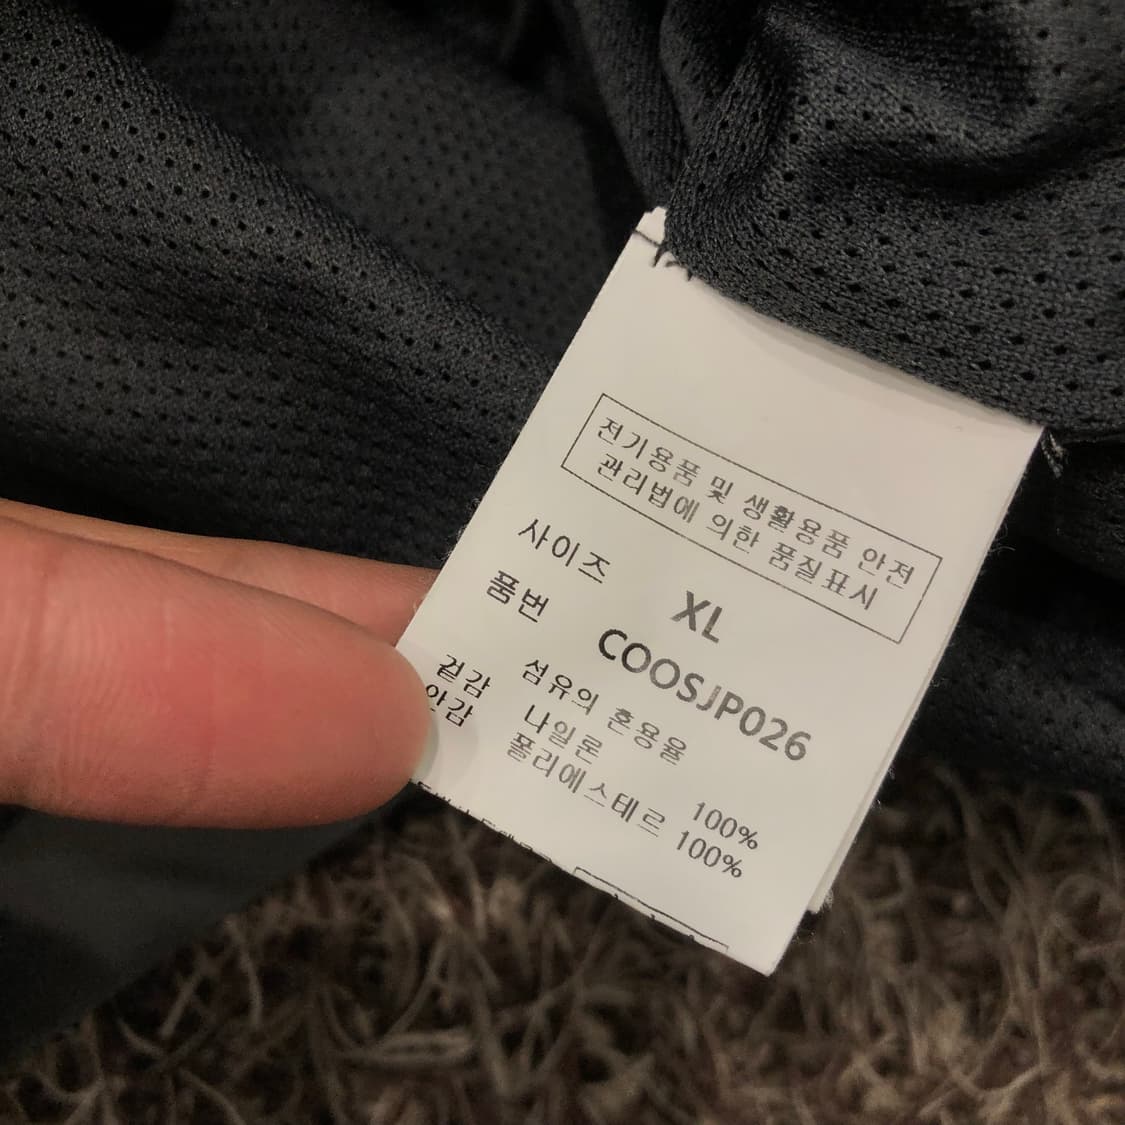 전기용품 및 생활용품 안전
관리법에 의한 품질표시
사이즈 XL
품번 COOSJP026
섬유의 혼용율
겉감 나일론 100%
안감 폴리에스테르 100%